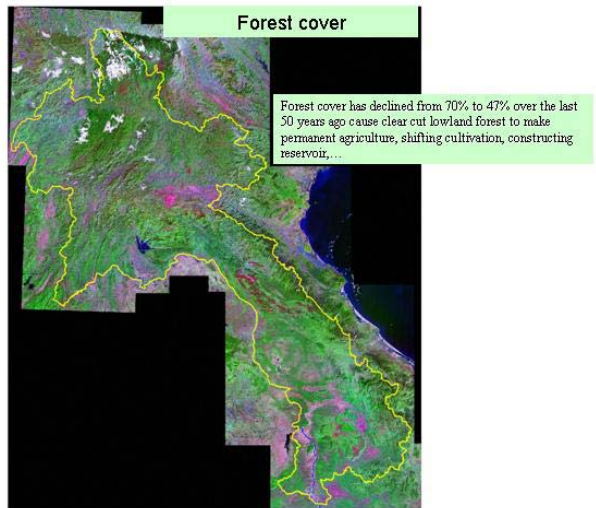 Forest cover
Forest cover has declined from 70% to 47% over the last
50 years ago cause clear cut lowland forest to make
permanent agriculture, shifting cultivation, constructing
reservoir,...